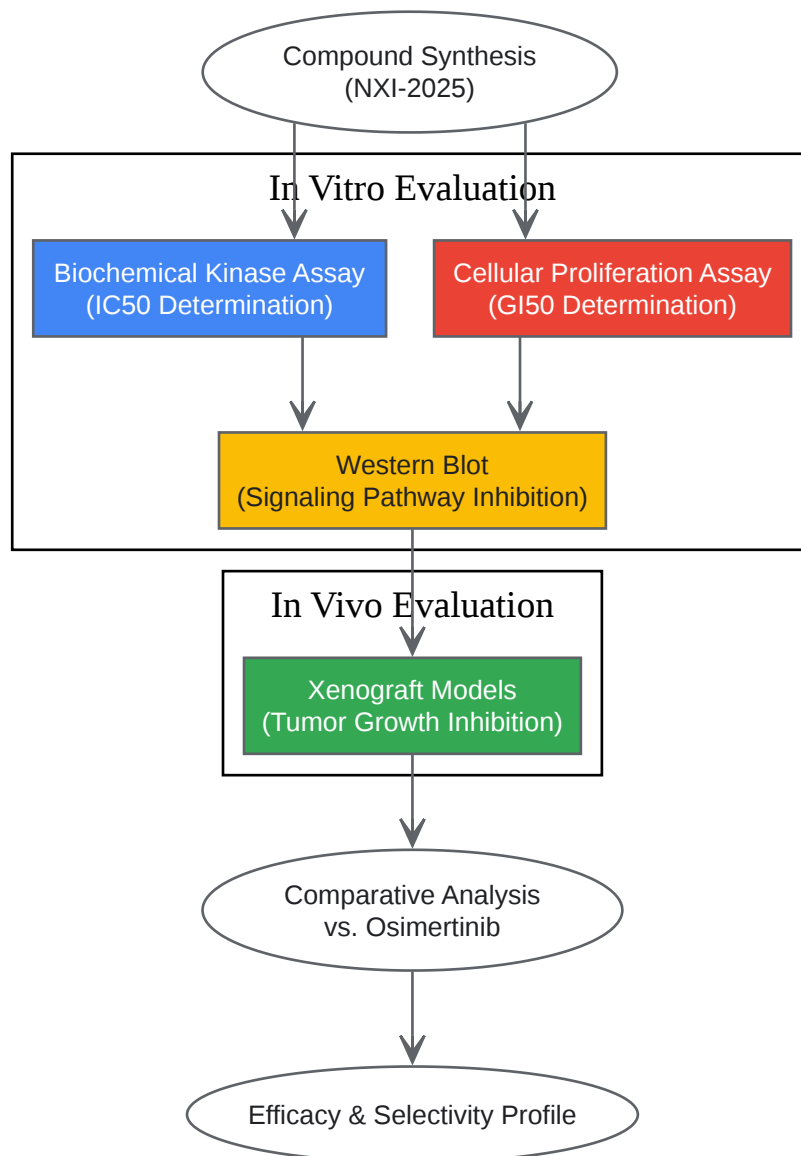 Compound Synthesis
(NXI-2025)
In Vitro Evaluation
Biochemical Kinase Assay
(IC50 Determination)
Cellular Proliferation Assay
(GI50 Determination)
Western Blot
(Signaling Pathway Inhibition)
In Vivo Evaluation
Xenograft Models
(Tumor Growth Inhibition)
Comparative Analysis
vs. Osimertinib
Efficacy & Selectivity Profile